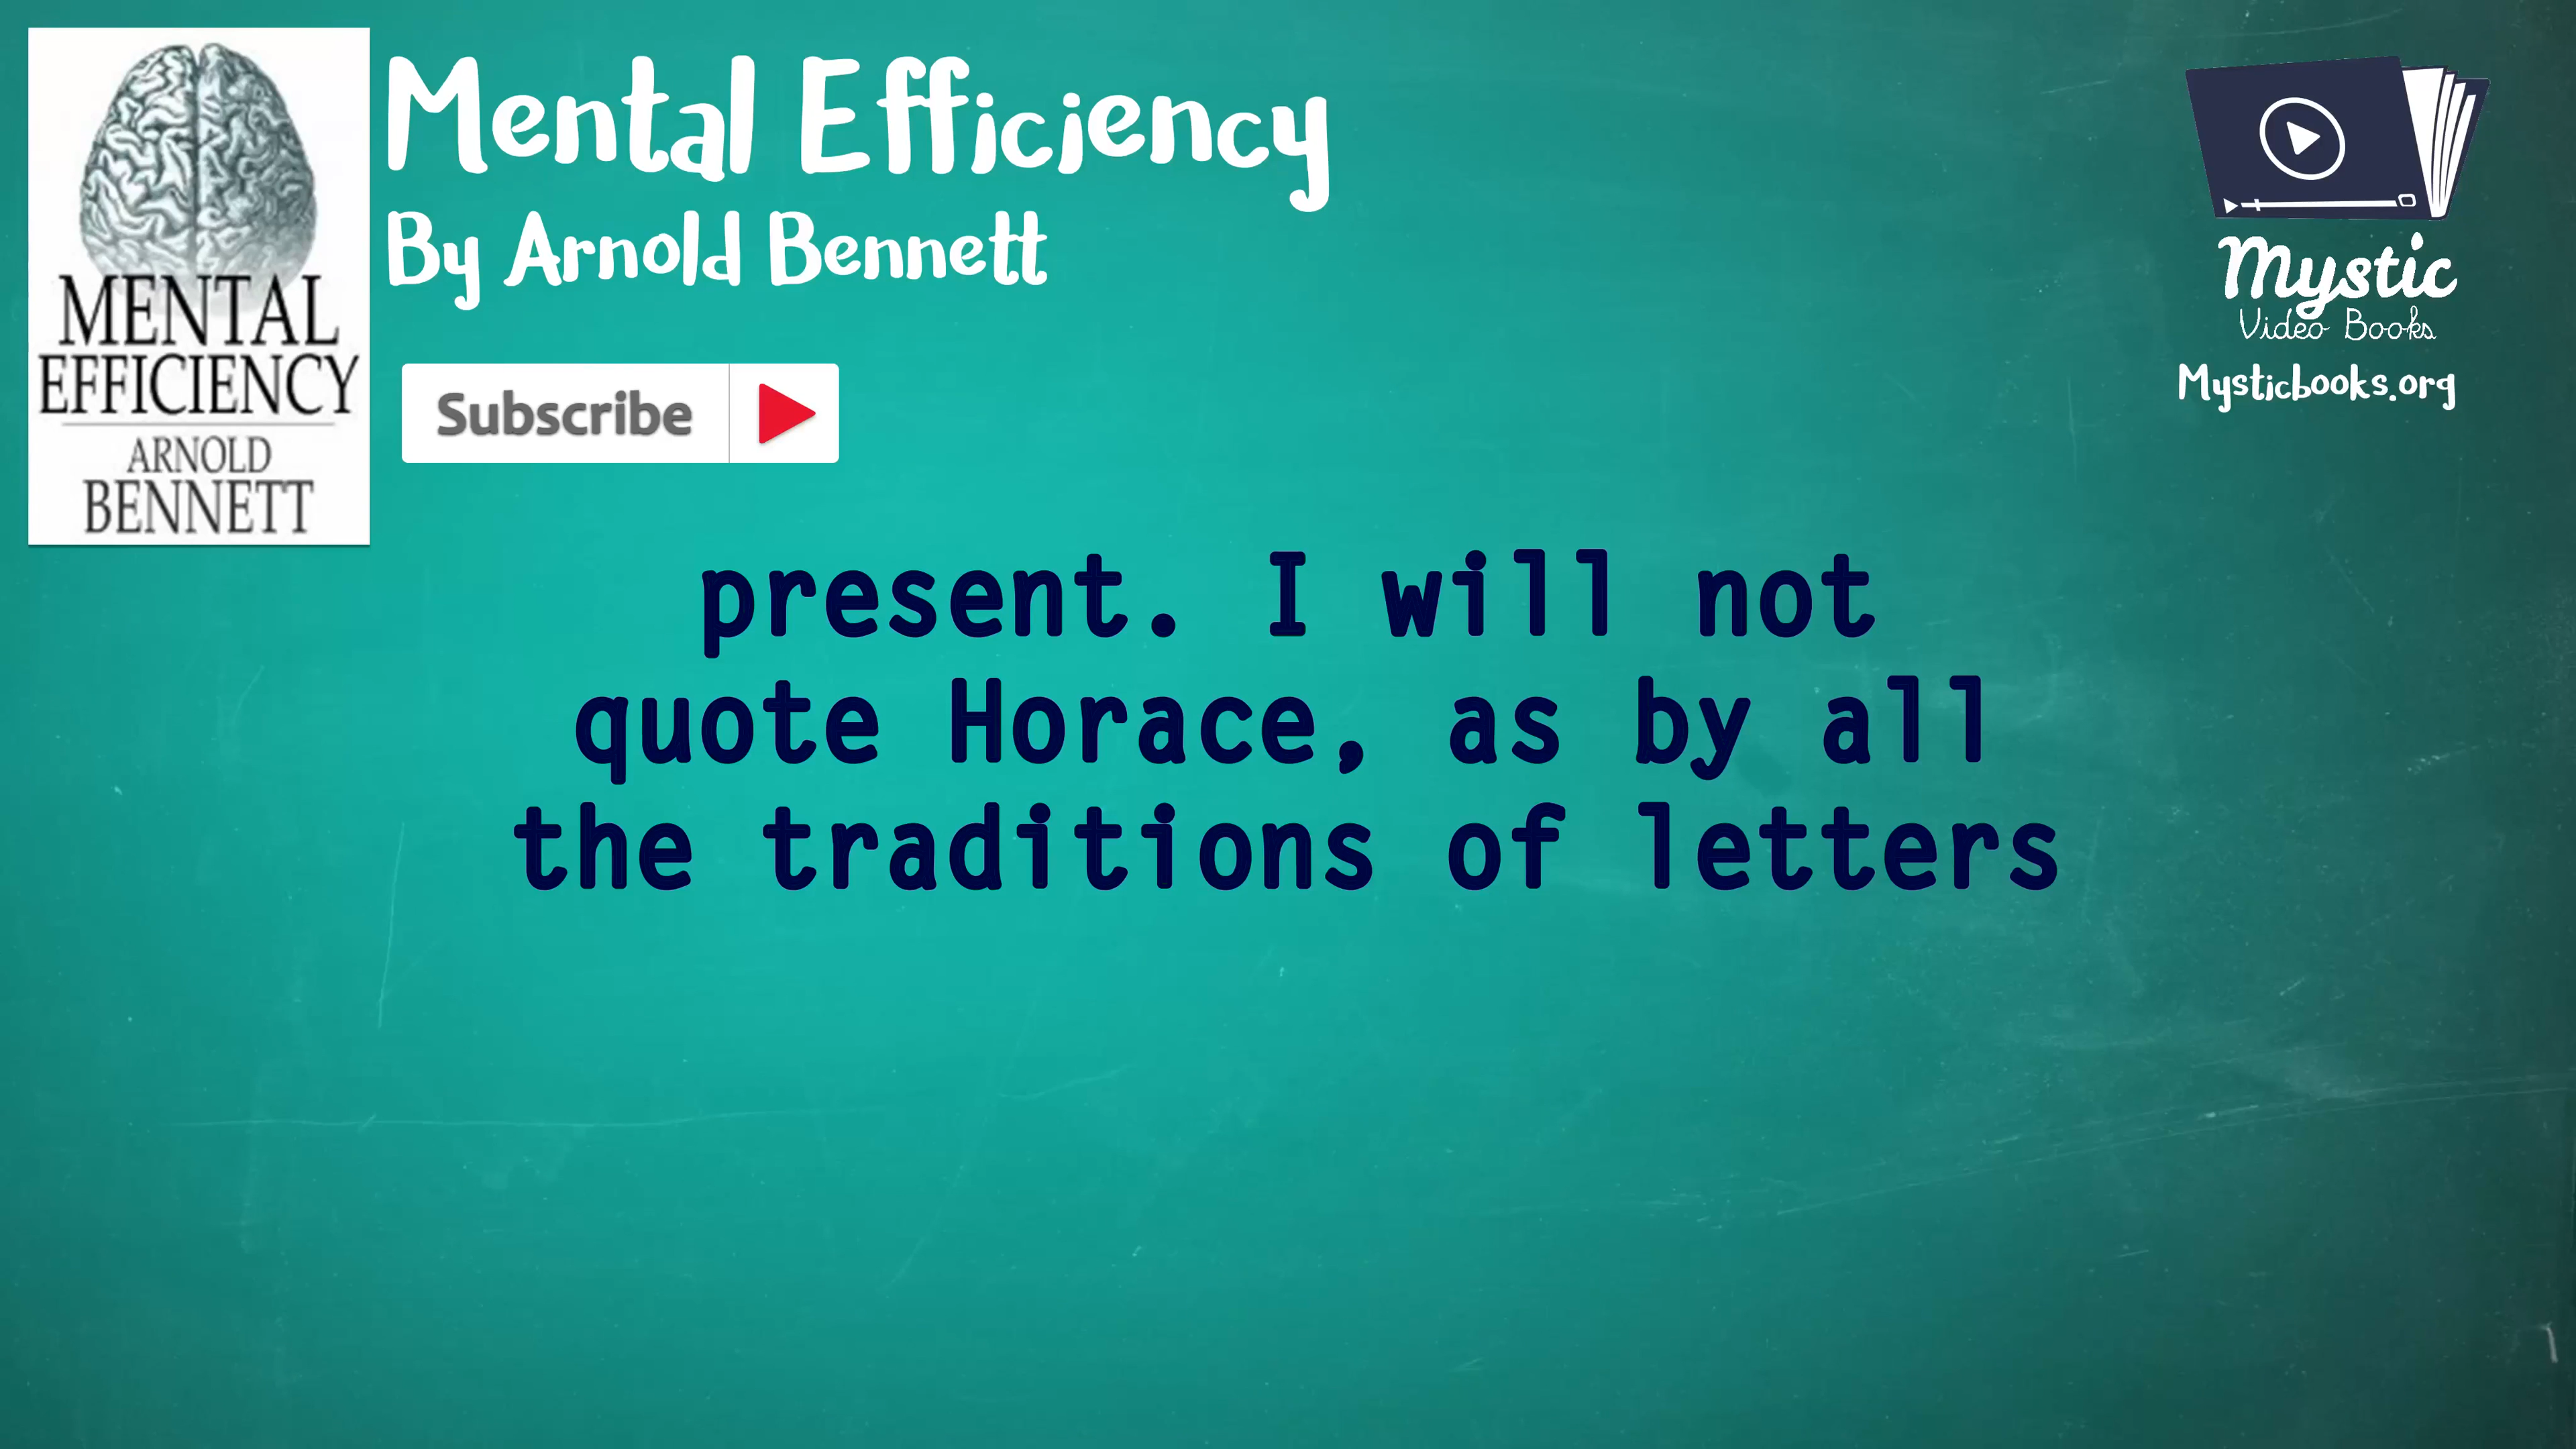 MENTAL
EFFICIENCY
ARNOLD
BENNETT
Mental Efficiency
By Arnold Bennett
Subscribe
Mystic
Video Books
Mysticbooks.org
present. I will not
quote Horace, as by all
the traditions of letters